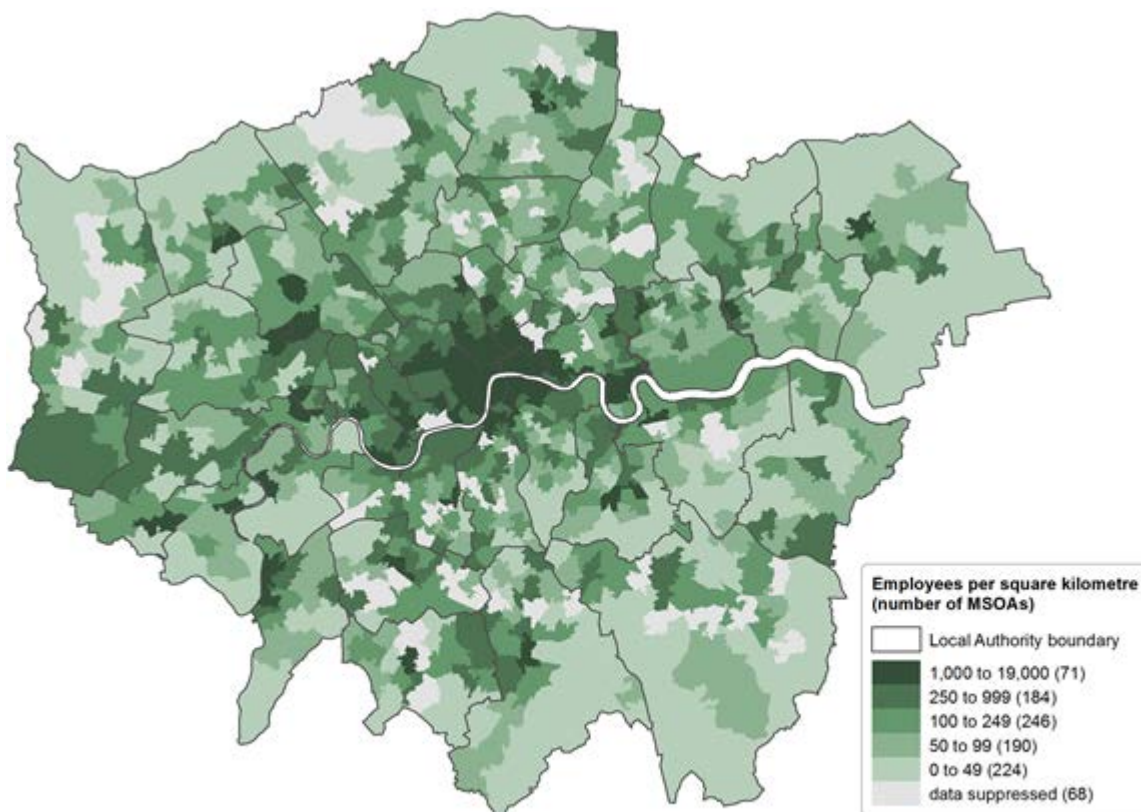 Employees per square kilometre
(number of MSOAs)
Local Authority boundary
1,000 to 19,000 (71)
250 to 999 (184)
100 to 249 (246)
50 to 99 (190)
0 to 49 (224)
data suppressed (68)